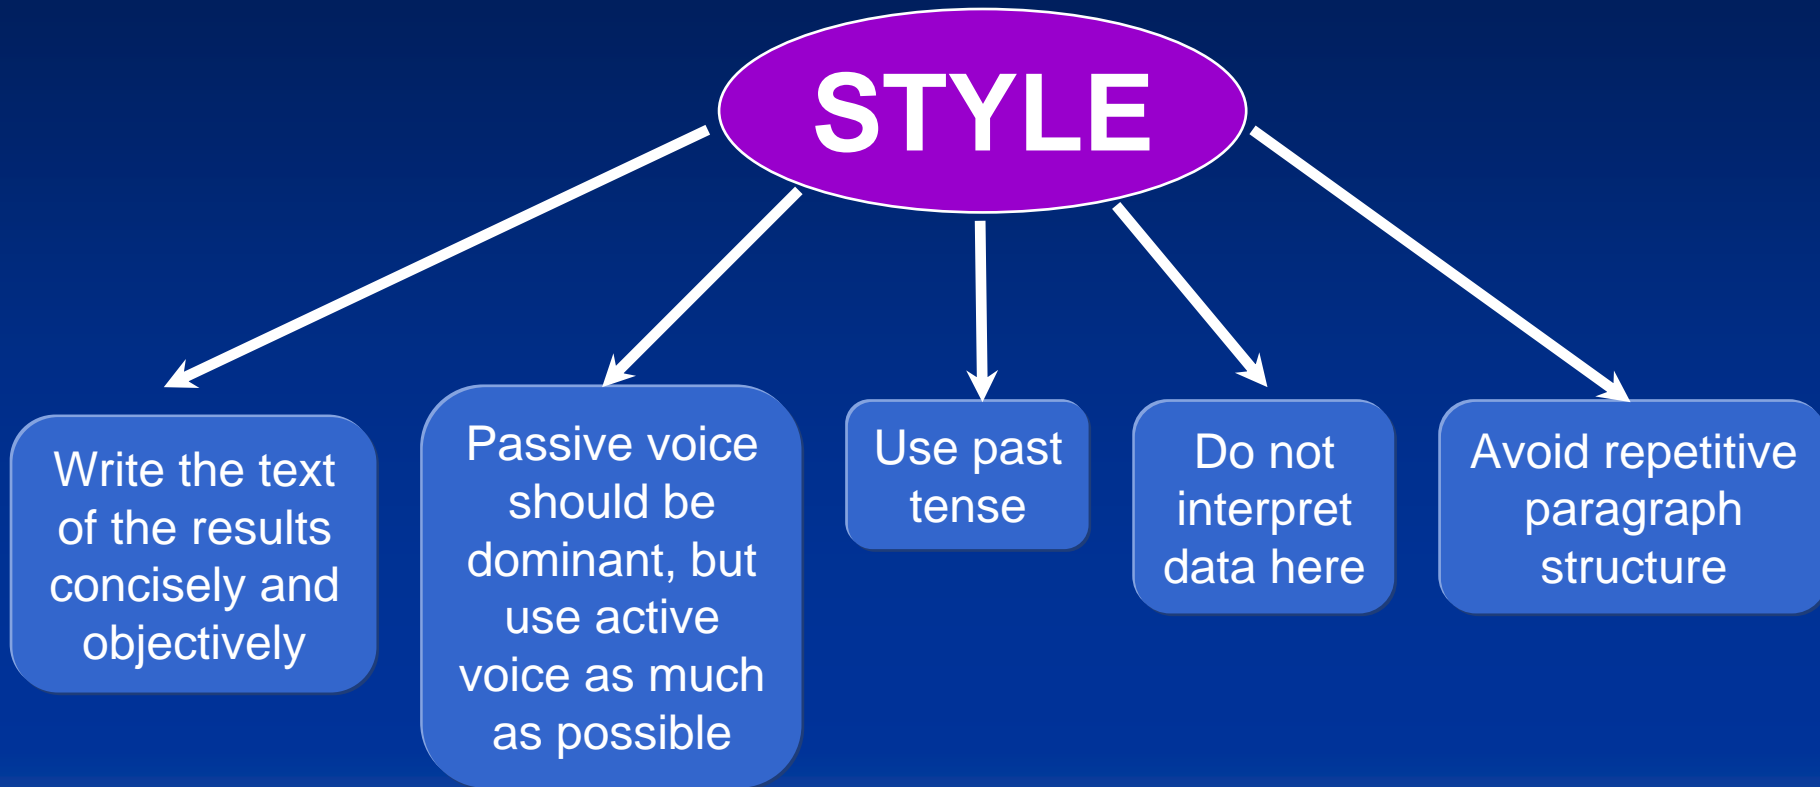 STYLE
Write the text
of the results
concisely and
objectively
Passive voice
should be
dominant, but
use active
voice as much
as possible
Use past
tense
Do not
interpret
data here
Avoid repetitive
paragraph
structure